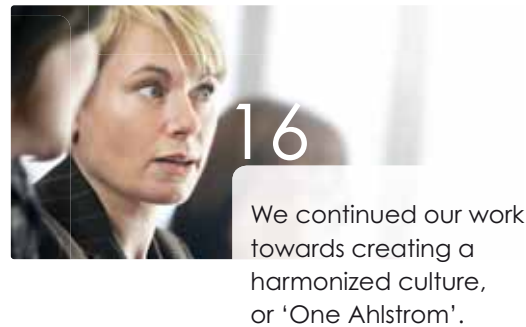 16
We continued our work
towards creating a
harmonized culture,
or ‘One Ahlstrom’.